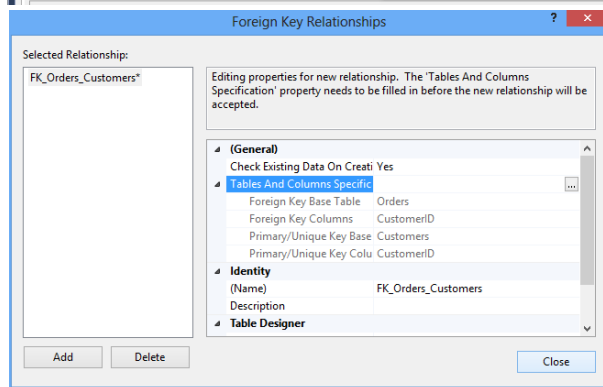 Foreign Key Relationships
? ×
Selected Relationship:
FK_Orders_Customers*
Editing properties for new relationship. The 'Tables And Columns
Specification' property needs to be filled in before the new relationship will be
accepted.
(General)
Check Existing Data On Creati Yes
Tables And Columns Specific ...
Foreign Key Base Table Orders
Foreign Key Columns CustomerID
Primary/Unique Key Base Customers
Primary/Unique Key Colu CustomerID
Identity
(Name) FK_Orders_Customers
Description
Table Designer
Add Delete
Close